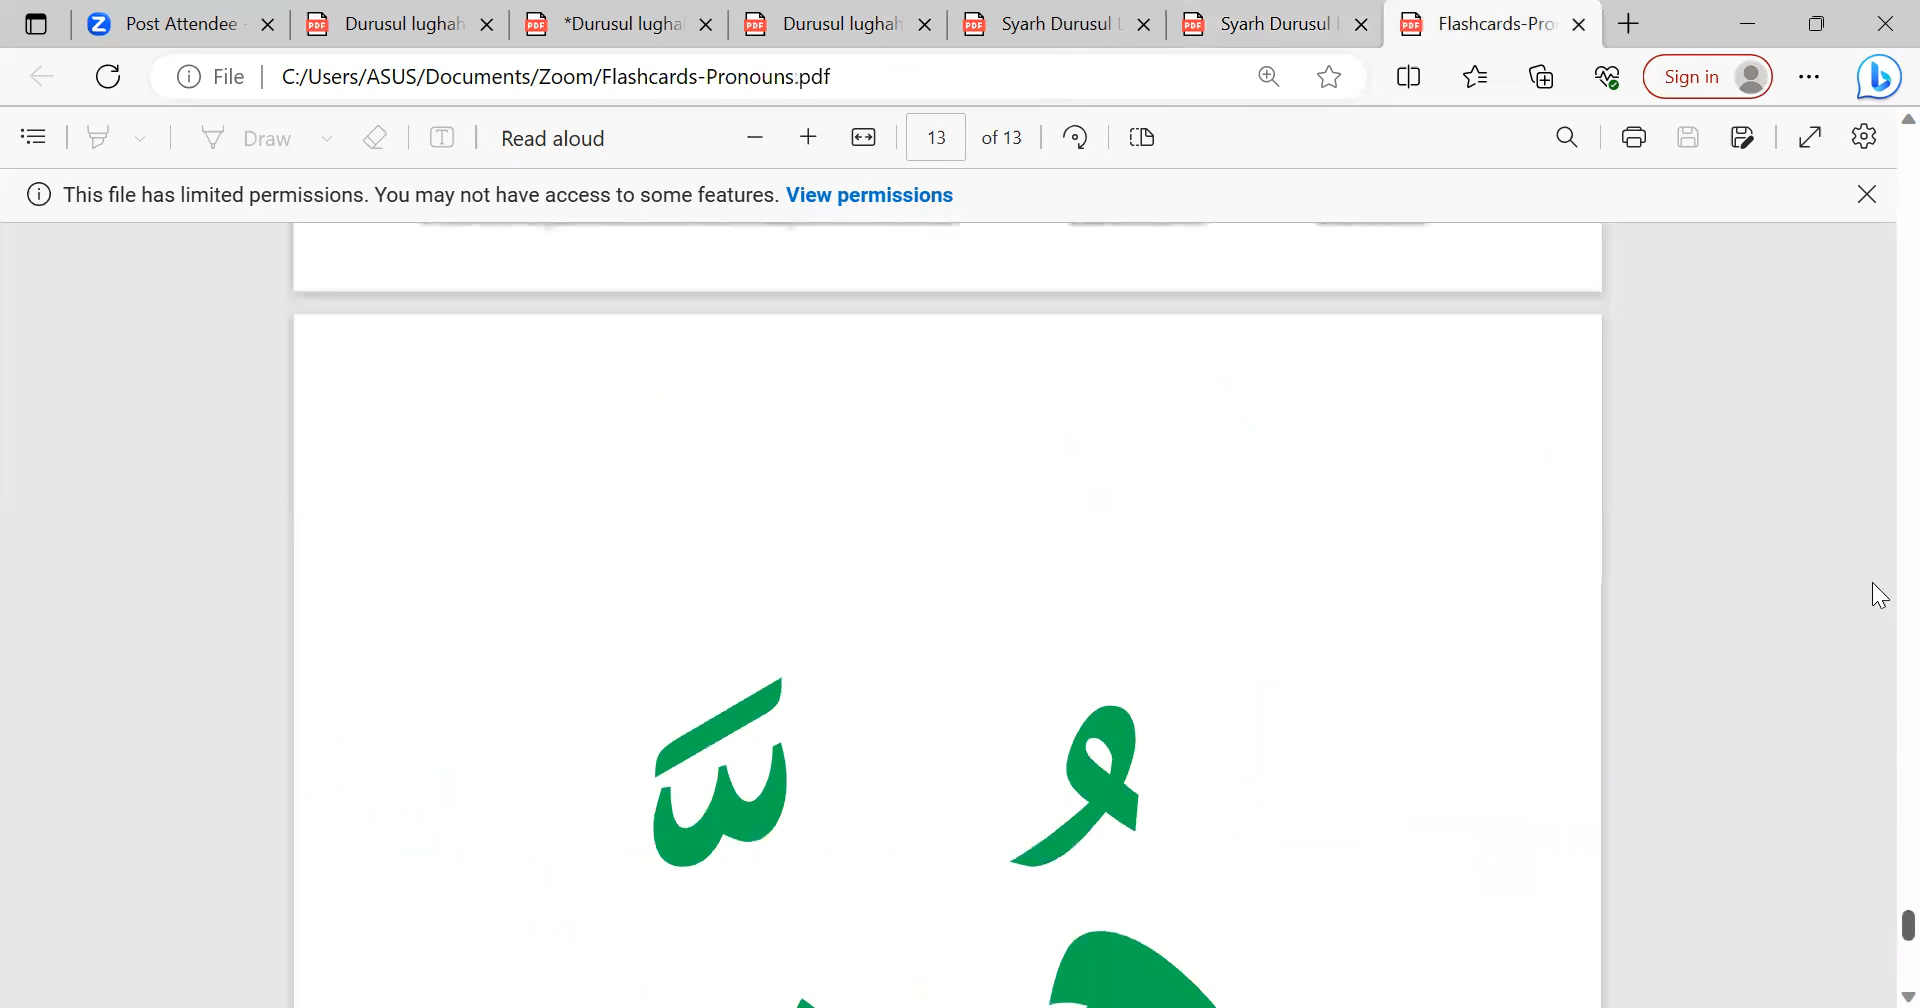 Post Attendee -
Durusul lughah
*Durusul lugha
Durusul lughah
Syarh Durusul L
Syarh Durusul
Flashcards-Pro
File
C:/Users/ASUS/Documents/Zoom/Flashcards-Pronouns.pdf
Sign in
Draw
Read aloud
13
of 13
This file has limited permissions. You may not have access to some features. View permissions